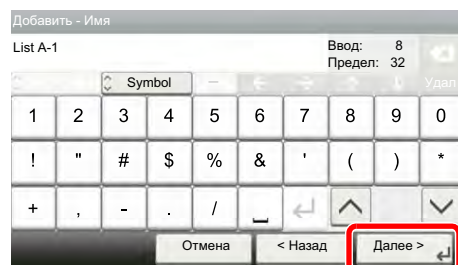 Добавить - Имя
List A-1
Ввод: 8
Предел: 32
Symbol Удал
1 2 3 4 5 6 7 8 9 0
! " # $ % & ' ( ) *
+ , - . /
Отмена < Назад Далее >